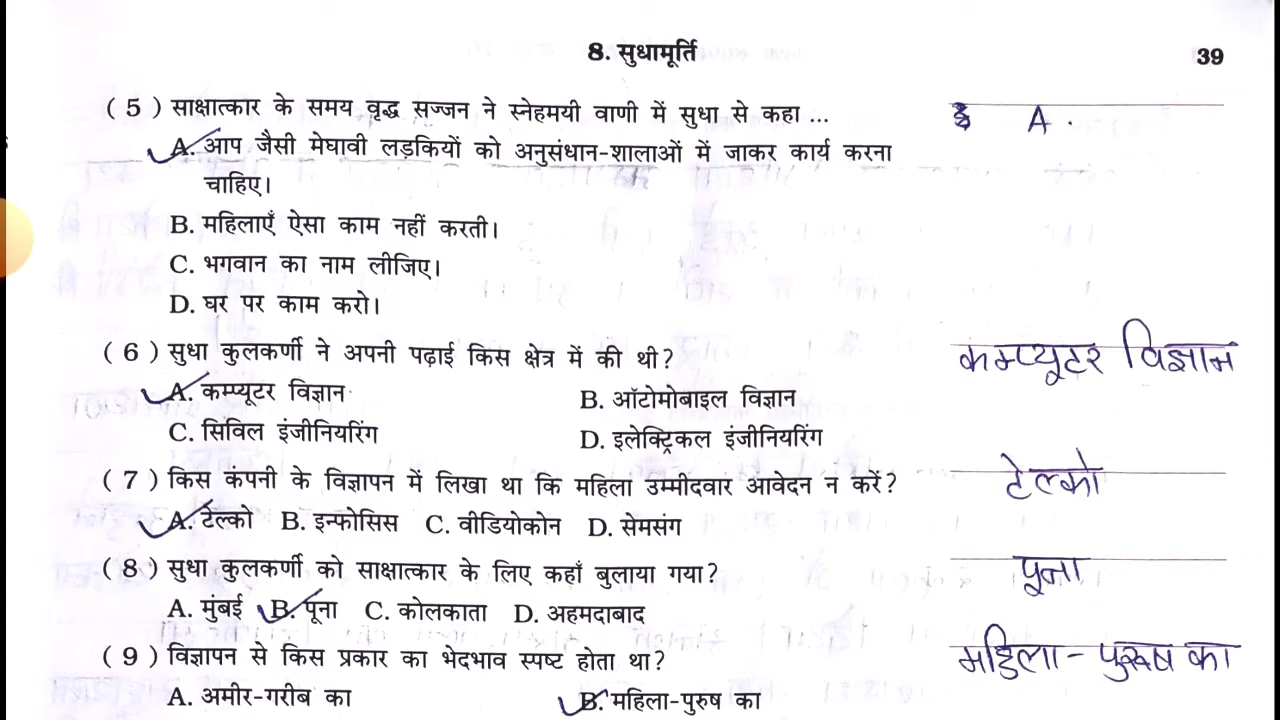 8. सुधामूर्ति 39
( 5 ) साक्षात्कार के समय वृद्ध सज्जन ने स्नेहमयी वाणी में सुधा से कहा ... A.
A. आप जैसी मेघावी लड़कियों को अनुसंधान-शालाओं में जाकर कार्य करना
चाहिए।
B. महिलाएँ ऐसा काम नहीं करती।
C. भगवान का नाम लीजिए।
D. घर पर काम करो।
( 6 ) सुधा कुलकर्णी ने अपनी पढ़ाई किस क्षेत्र में की थी? कम्प्यूटर विज्ञान
A. कम्प्यूटर विज्ञान B. ऑटोमोबाइल विज्ञान
C. सिविल इंजीनियरिंग D. इलेक्ट्रिकल इंजीनियरिंग
( 7 ) किस कंपनी के विज्ञापन में लिखा था कि महिला उम्मीदवार आवेदन न करें? टेल्को
A. टेल्को B. इन्फोसिस C. वीडियोकोन D. सेमसंग
( 8 ) सुधा कुलकर्णी को साक्षात्कार के लिए कहाँ बुलाया गया? पूना
A. मुंबई B. पूना C. कोलकाता D. अहमदाबाद
( 9 ) विज्ञापन से किस प्रकार का भेदभाव स्पष्ट होता था? महिला - पुरूष का
A. अमीर-गरीब का B. महिला-पुरुष का